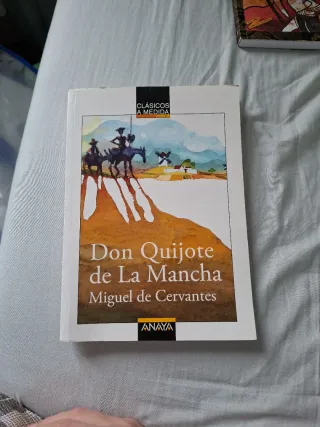 CLÁSICOS
A MEDIDA
Don Quijote
de La Mancha
Miguel de Cervantes
ANAYA